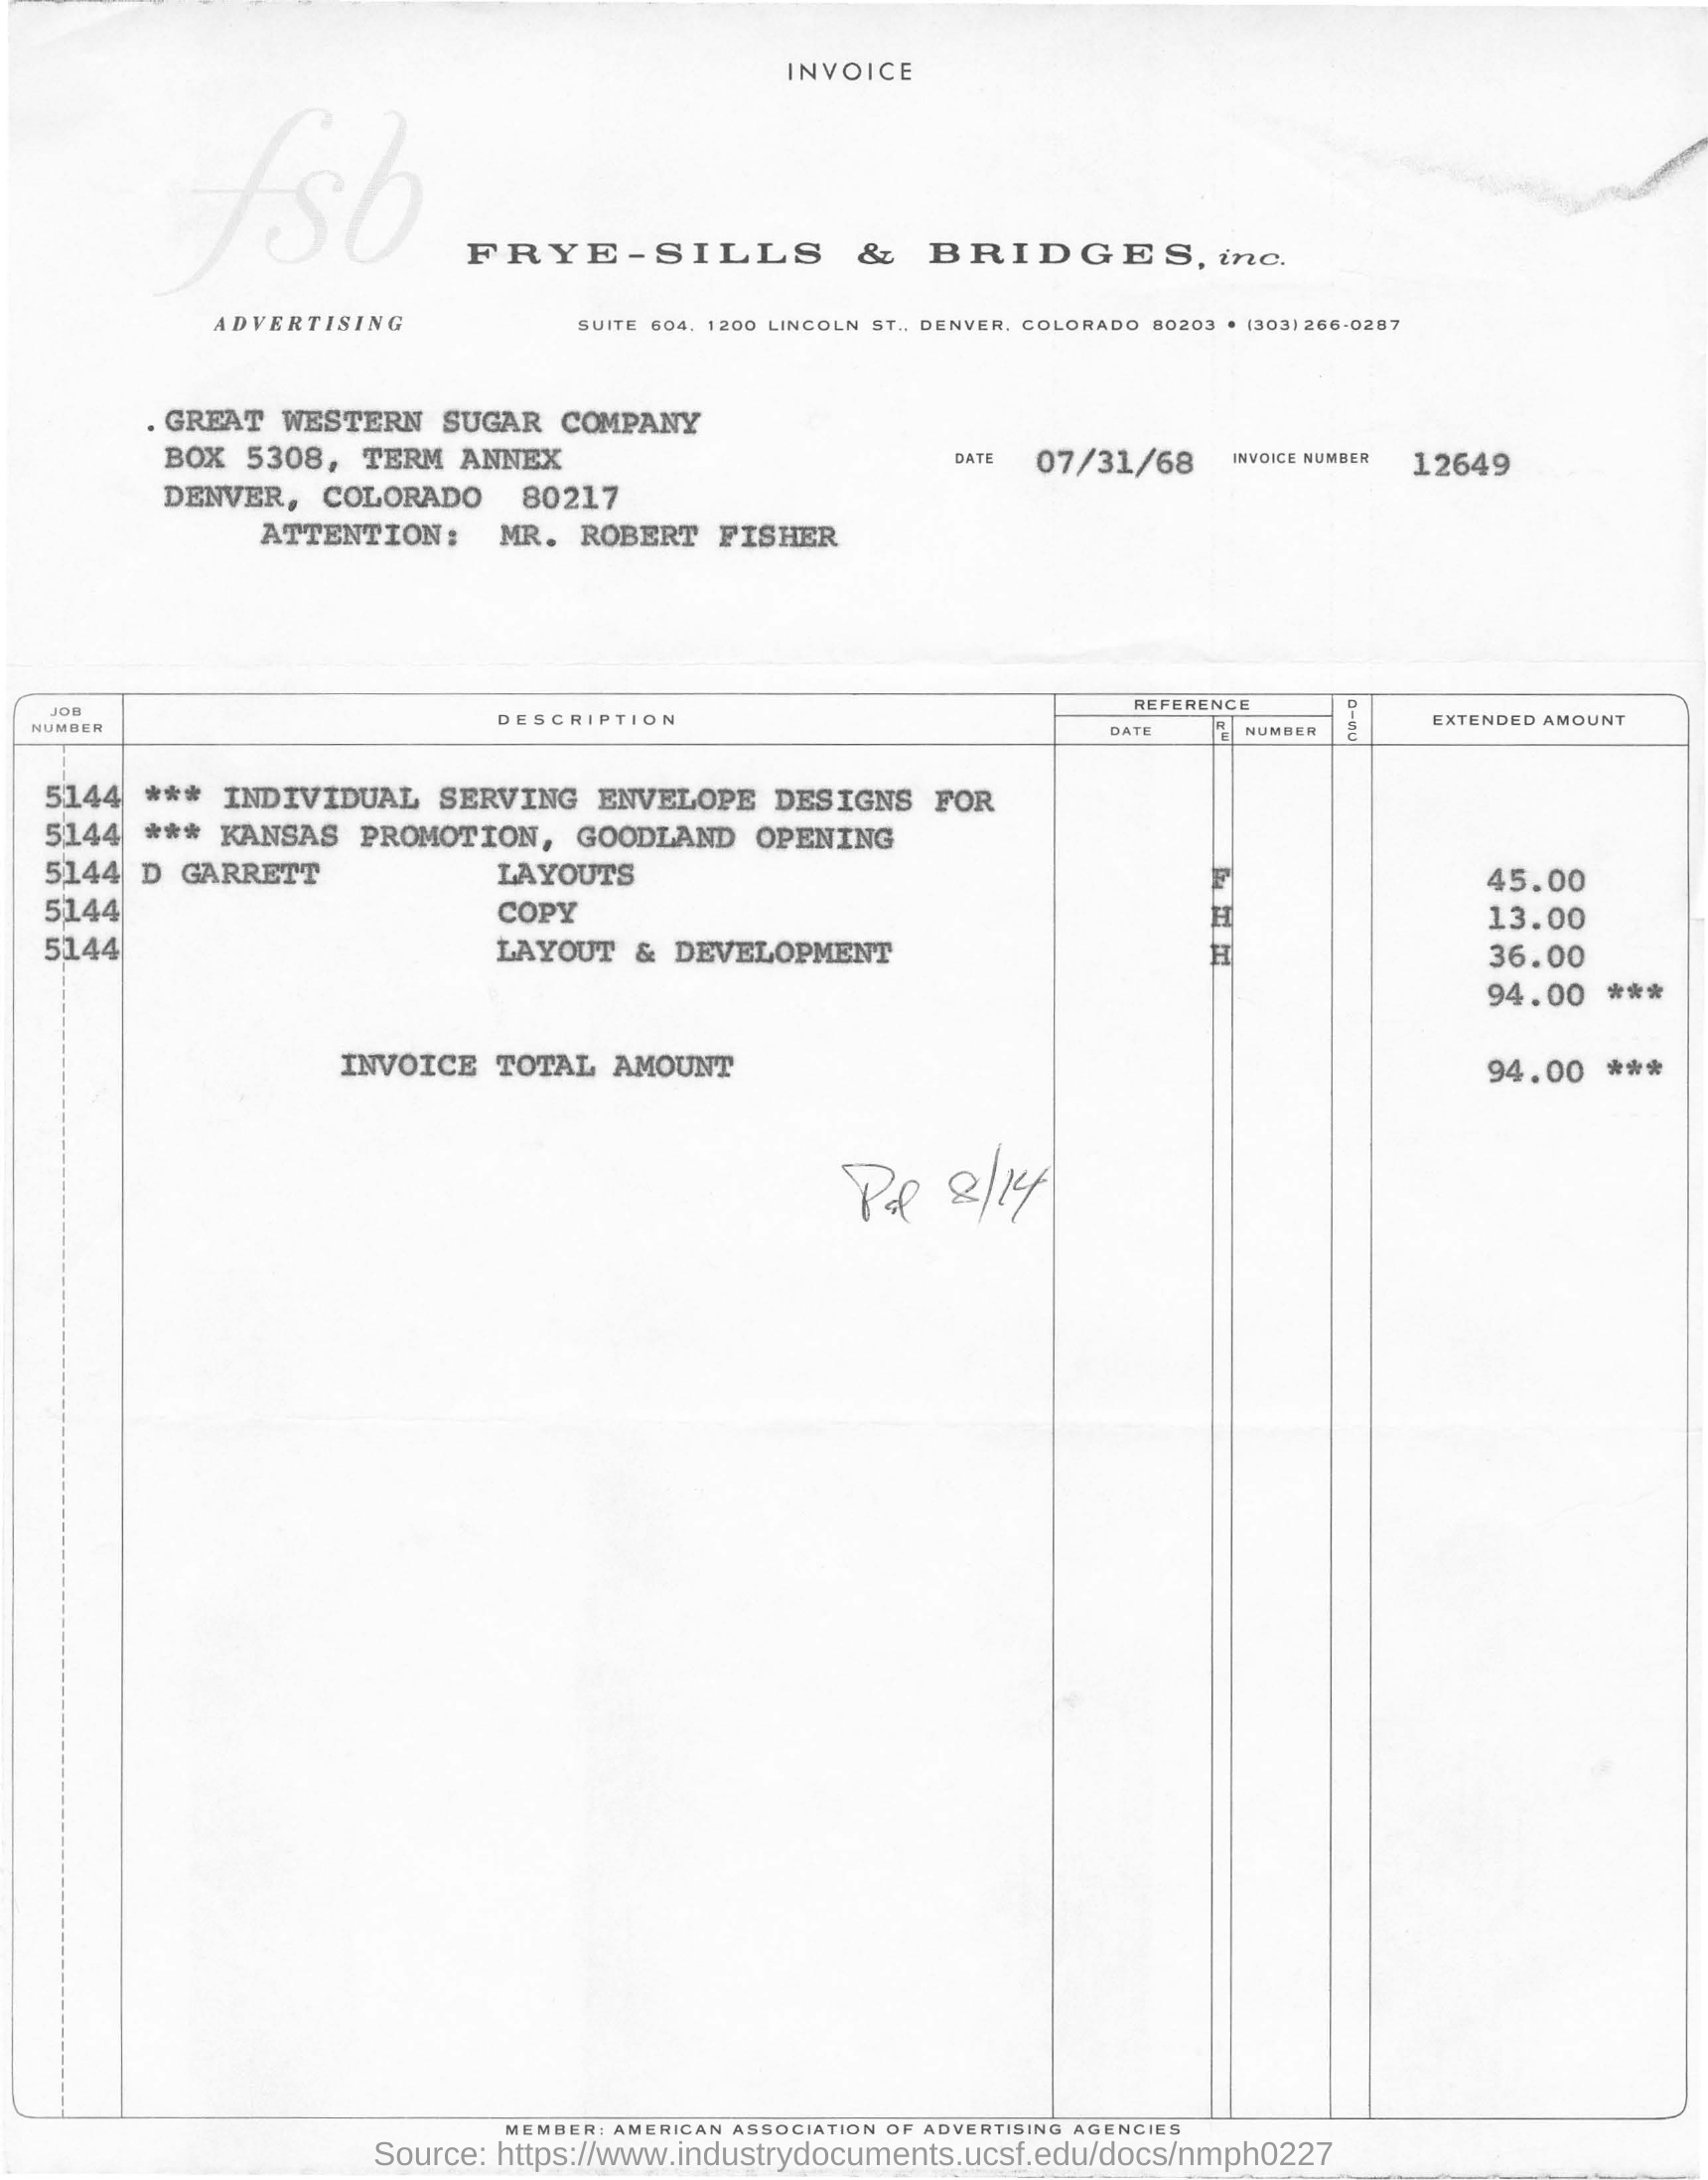 INVOICE
fsb
FRYE-SILLS & BRIDGES, inc.
ADVERTISING SUITE 604, 1200 LINCOLN ST., DENVER, COLORADO 80203 • (303) 266-0287
.GREAT WESTERN SUGAR COMPANY
BOX 5308, TERM ANNEX
DATE 07/31/68 INVOICE NUMBER 12649
DENVER, COLORADO 80217
ATTENTION: MR. ROBERT FISHER
JOB NUMBER DESCRIPTION REFERENCE DATE RE NUMBER DISC EXTENDED AMOUNT
5144 *** INDIVIDUAL SERVING ENVELOPE DESIGNS FOR
5144 *** KANSAS PROMOTION, GOODLAND OPENING
5144 D GARRETT LAYOUTS F 45.00
5144 COPY H 13.00
5144 LAYOUT & DEVELOPMENT H 36.00
94.00 ***
INVOICE TOTAL AMOUNT 94.00 ***
Pd 8/14
MEMBER: AMERICAN ASSOCIATION OF ADVERTISING AGENCIES
Source: https://www.industrydocuments.ucsf.edu/docs/nmph0227